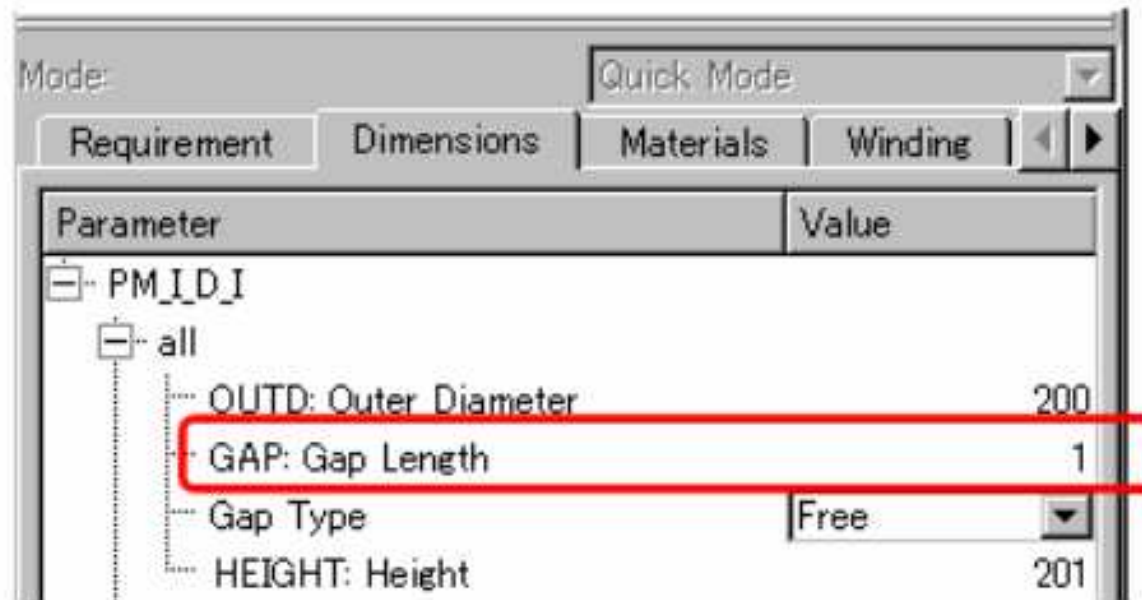 Mode: Quick Mode
Requirement Dimensions Materials Winding
Parameter Value
PM_I_D_I
all
OUTD: Outer Diameter 200
GAP: Gap Length 1
Gap Type Free
HEIGHT: Height 201